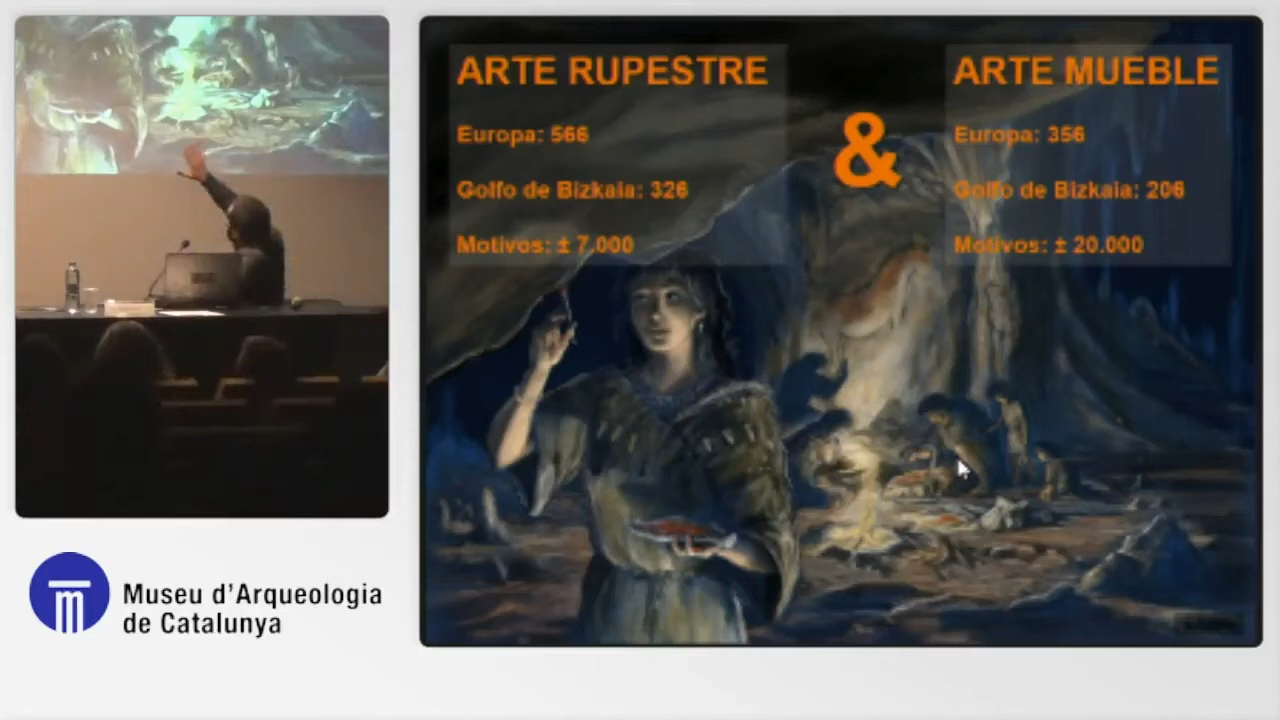 ARTE RUPESTRE
Europa: 566
Golfo de Bizkaia: 326
Motivos: ± 7.000
&
ARTE MUEBLE
Europa: 356
Golfo de Bizkaia: 206
Motivos: ± 20.000
Museu d'Arqueologia
de Catalunya